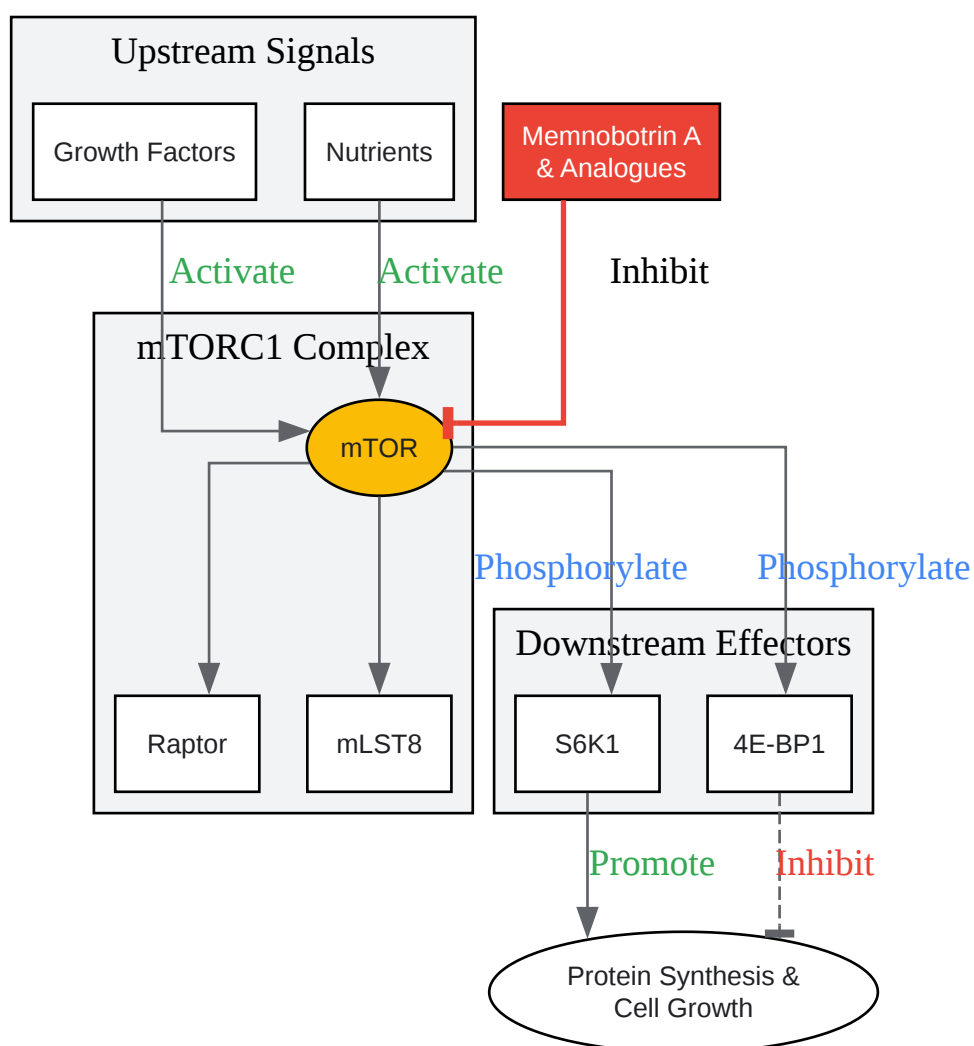 Upstream Signals
Growth Factors
Nutrients
Memnobotrin A
& Analogues
Activate
Activate
Inhibit
mTORC1 Complex
mTOR
Phosphorylate
Phosphorylate
Downstream Effectors
Raptor
mLST8
S6K1
4E-BP1
Promote
Inhibit
Protein Synthesis &
Cell Growth